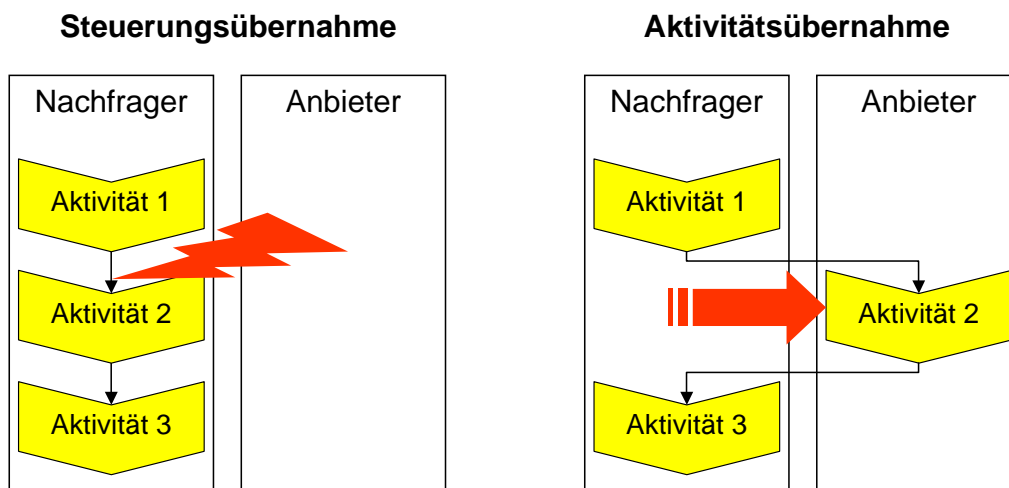 Steuerungsübernahme
Nachfrager
Anbieter
Aktivität 1
Aktivität 2
Aktivität 3
Aktivitätsübernahme
Nachfrager
Anbieter
Aktivität 1
Aktivität 2
Aktivität 3